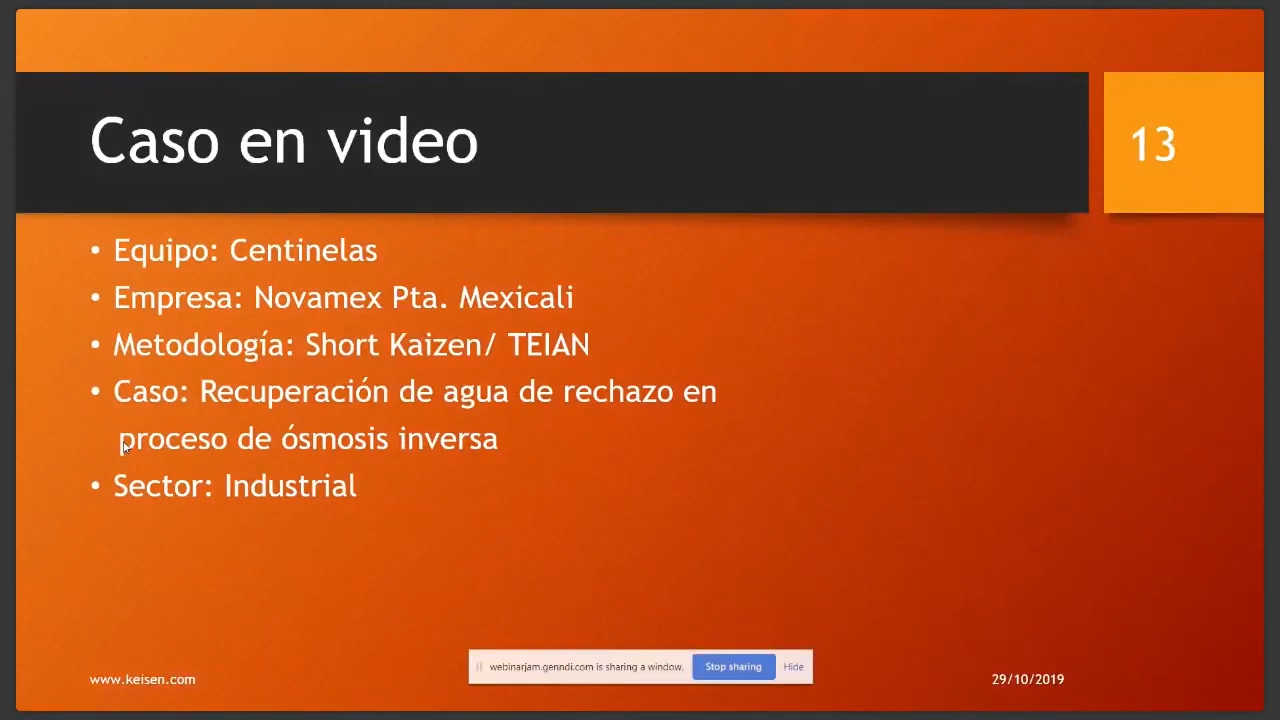 Caso en video
13
• Equipo: Centinelas
• Empresa: Novamex Pta. Mexicali
• Metodología: Short Kaizen/ TEIAN
• Caso: Recuperación de agua de rechazo en
proceso de ósmosis inversa
• Sector: Industrial
webinarjam.genndi.com is sharing a window.
Stop sharing
Hide
www.keisen.com
29/10/2019